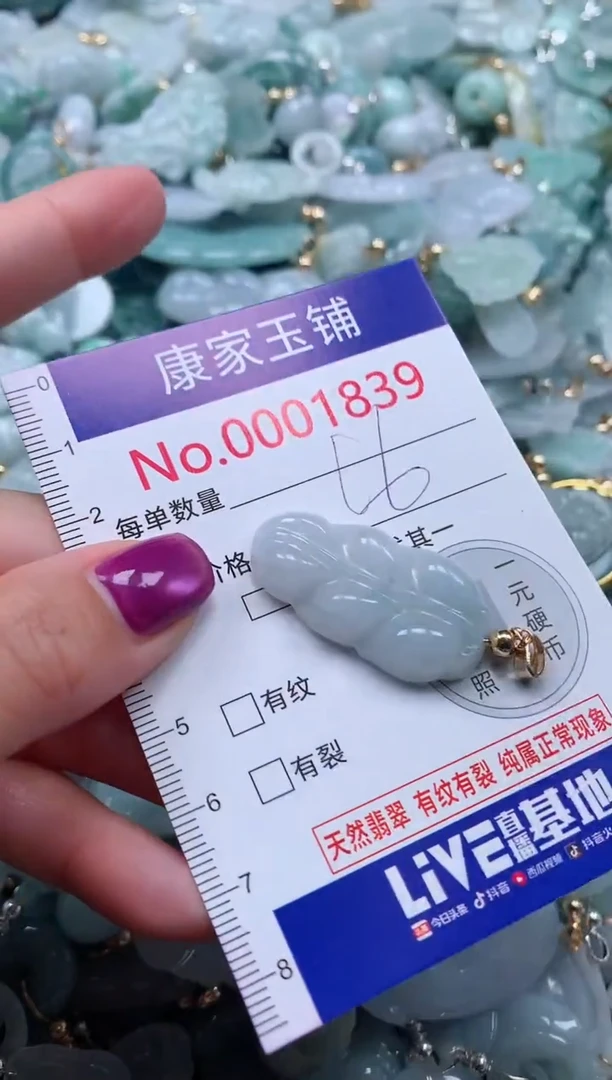 康家玉铺
No.0001839
每单数量
价格
其一
一元硬币
照
有纹
有裂
天然翡翠 有纹有裂 纯属正常现象
LiVE直播基地
今日头条 抖音 西瓜视频 抖音火
0
1
2
5
6
7
8